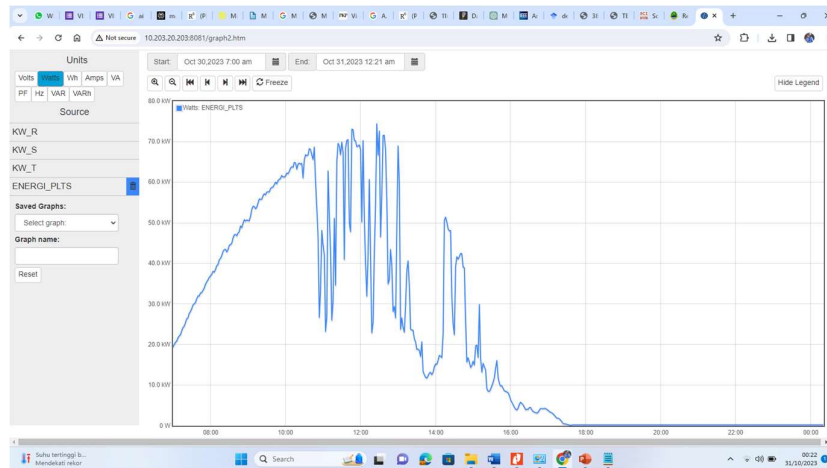 Not secure 10.203.20.203:8081/graph2.htm
Units
Volts Watts Wh Amps VA
PF Hz VAR VARh
Source
KW_R
KW_S
KW_T
ENERGI_PLTS
Saved Graphs:
Select graph:
Graph name:
Reset
Start: Oct 30,2023 7:00 am End: Oct 31,2023 12:21 am
Freeze Hide Legend
Watts: ENERGI_PLTS
80.0 kW
70.0 kW
60.0 kW
50.0 kW
40.0 kW
30.0 kW
20.0 kW
10.0 kW
0 W
08:00 10:00 12:00 14:00 16:00 18:00 20:00 22:00 00:00
Suhu tertinggi b...
Mendekati rekor
Search
00:22
31/10/2023